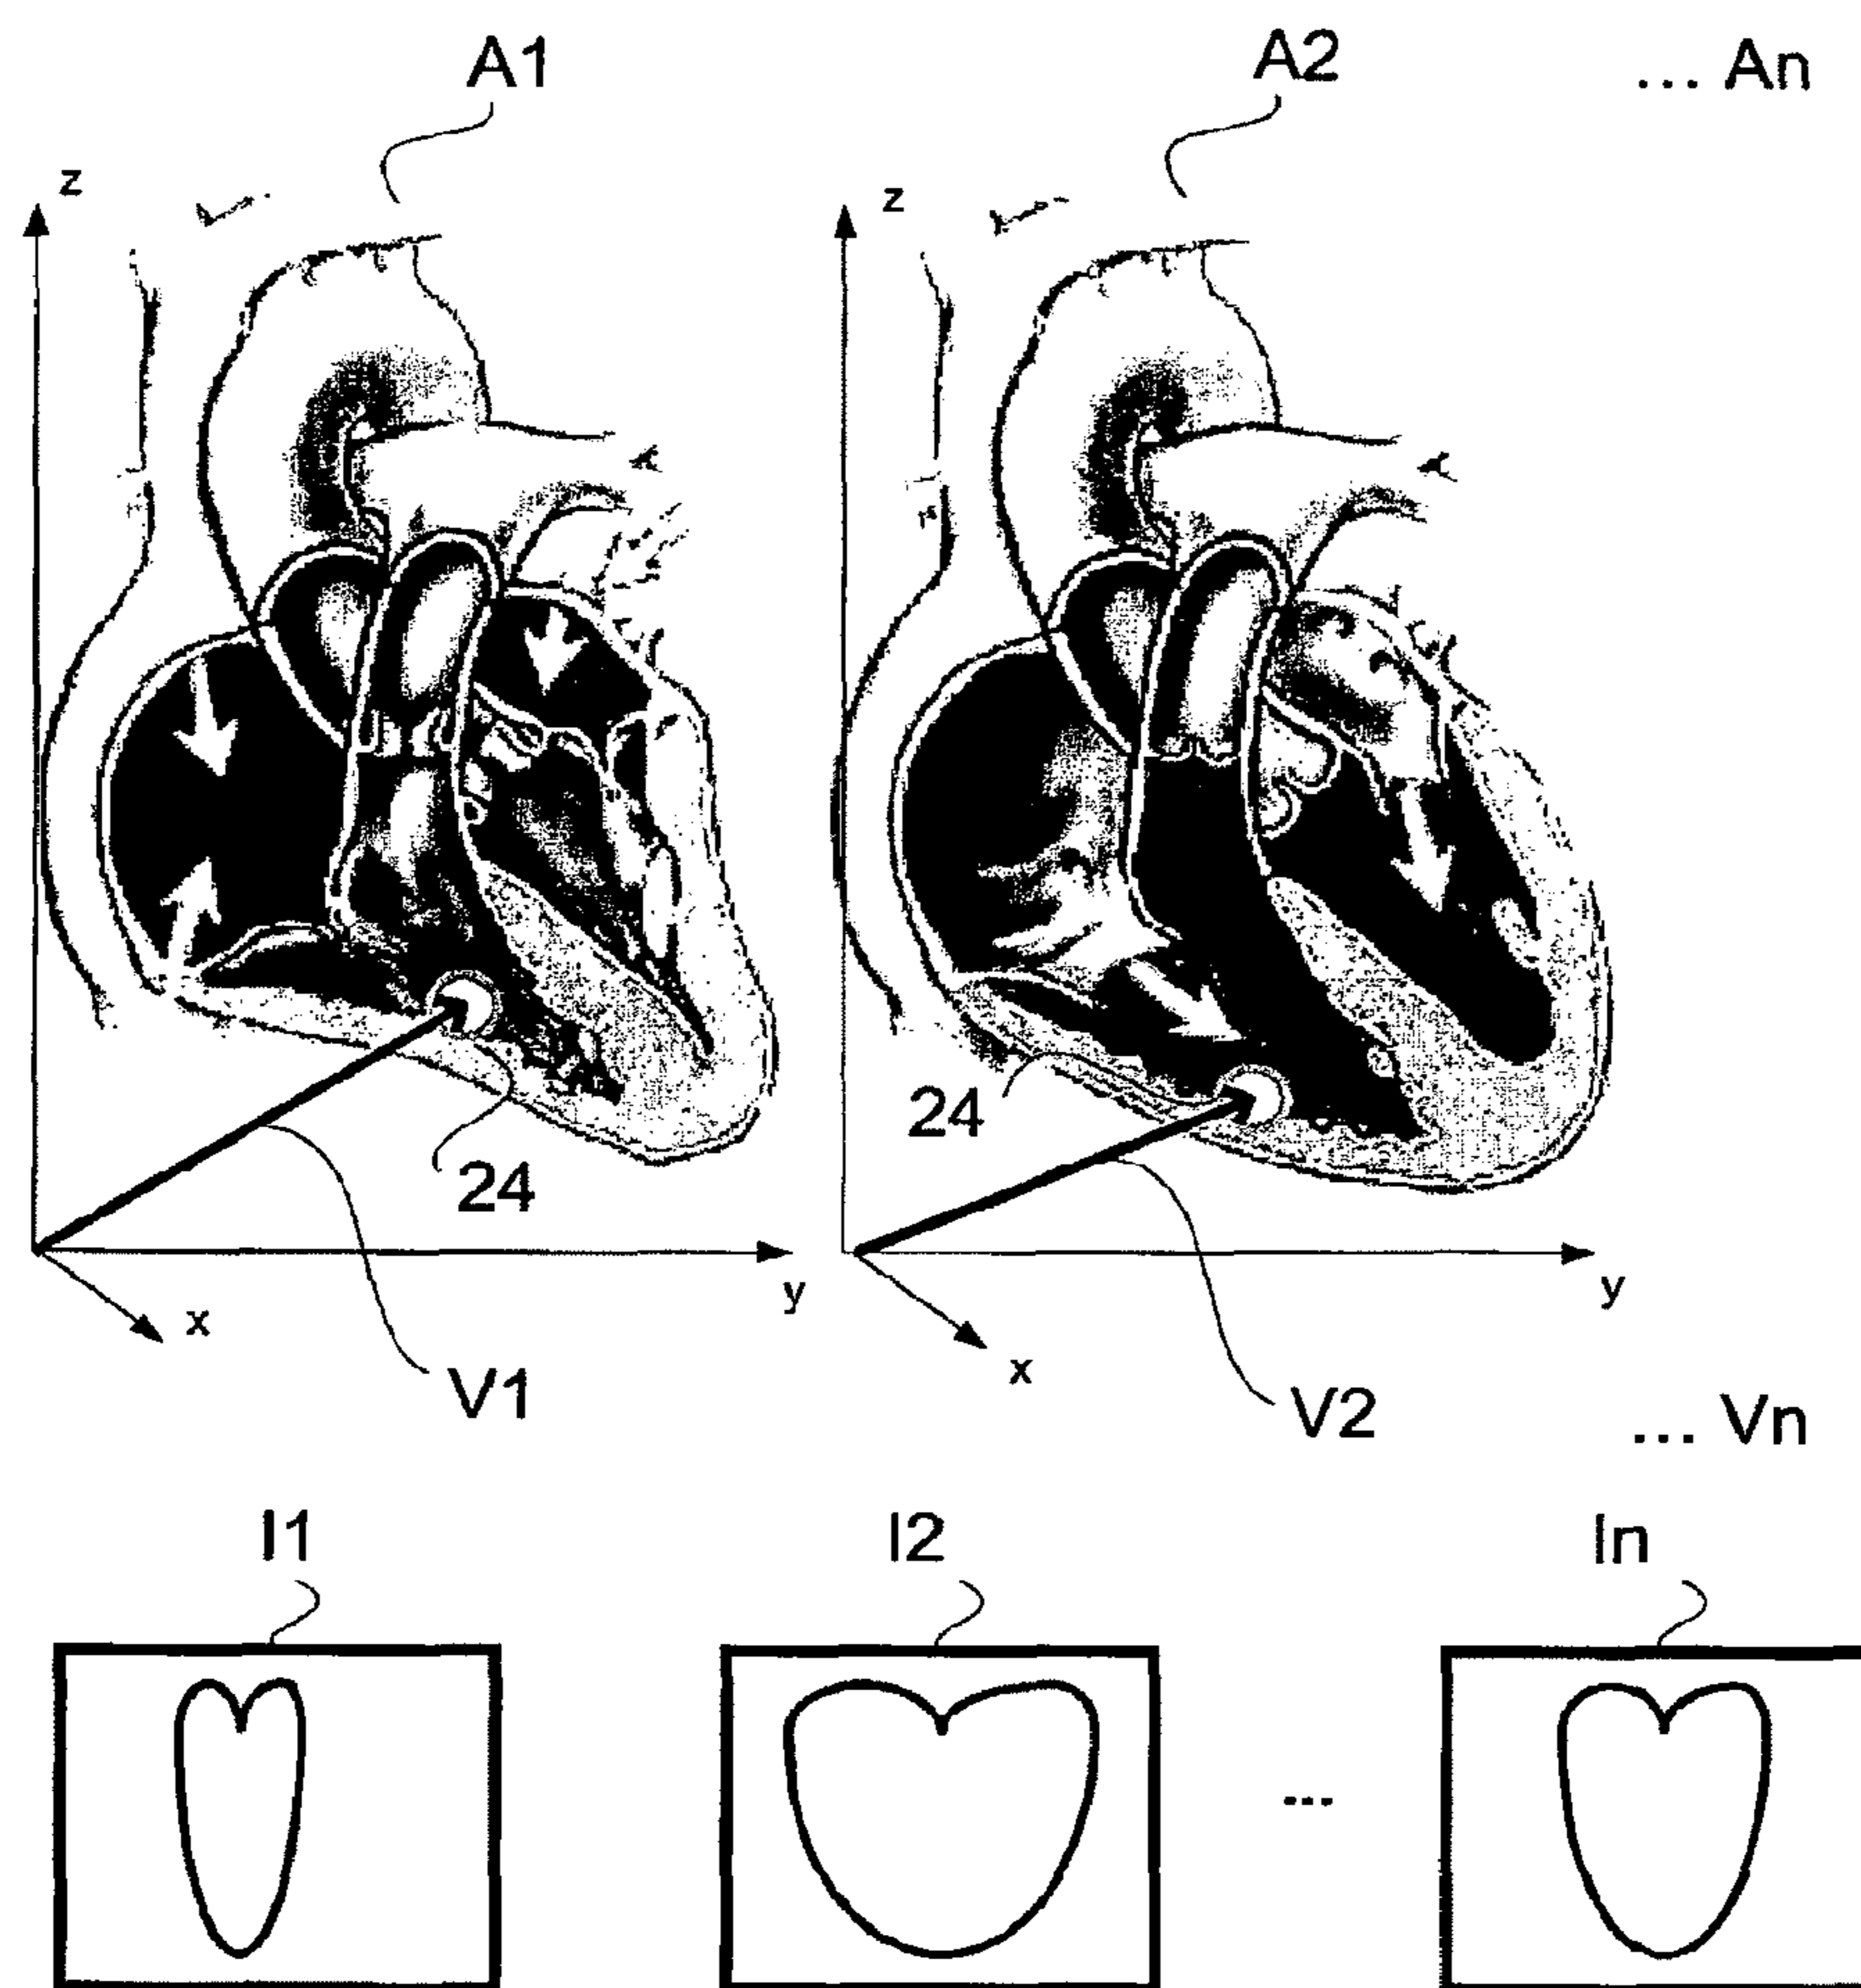 A1 A2 ... An
z z
24 24
y y
x x
V1 V2 ... Vn
I1 I2 In
...